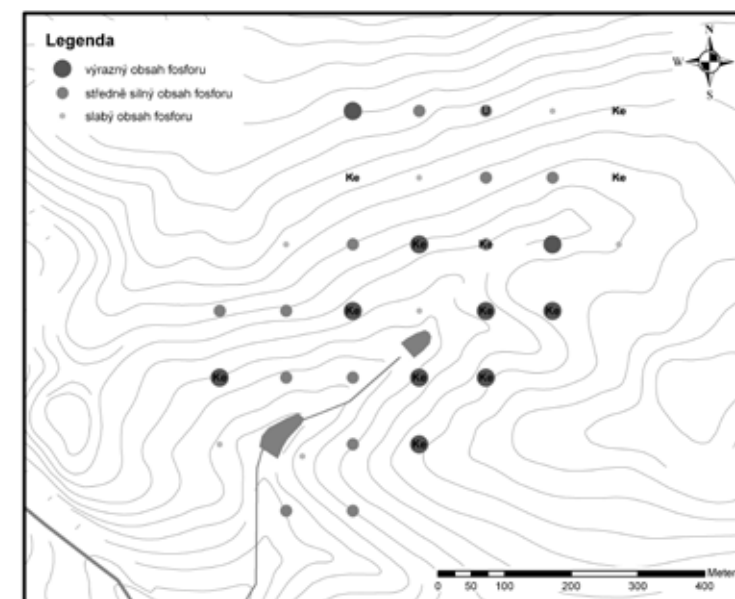 Legenda
výrazný obsah fosforu
středně silný obsah fosforu
slabý obsah fosforu
N
W
S
U Ke
Ke Ke
Ke Ke
Ke Ke Ke
Ke Ke Ke
Ke
Meter
0 50 100 200 300 400